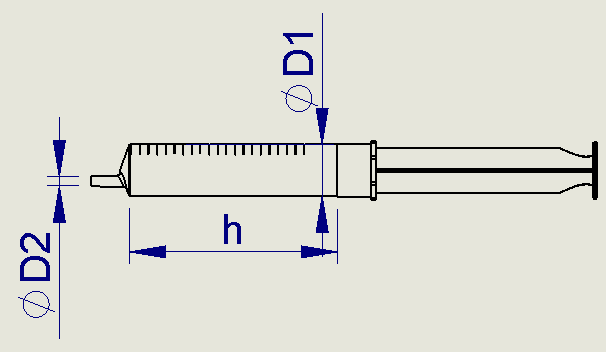 ⌀ D1
h
⌀ D2